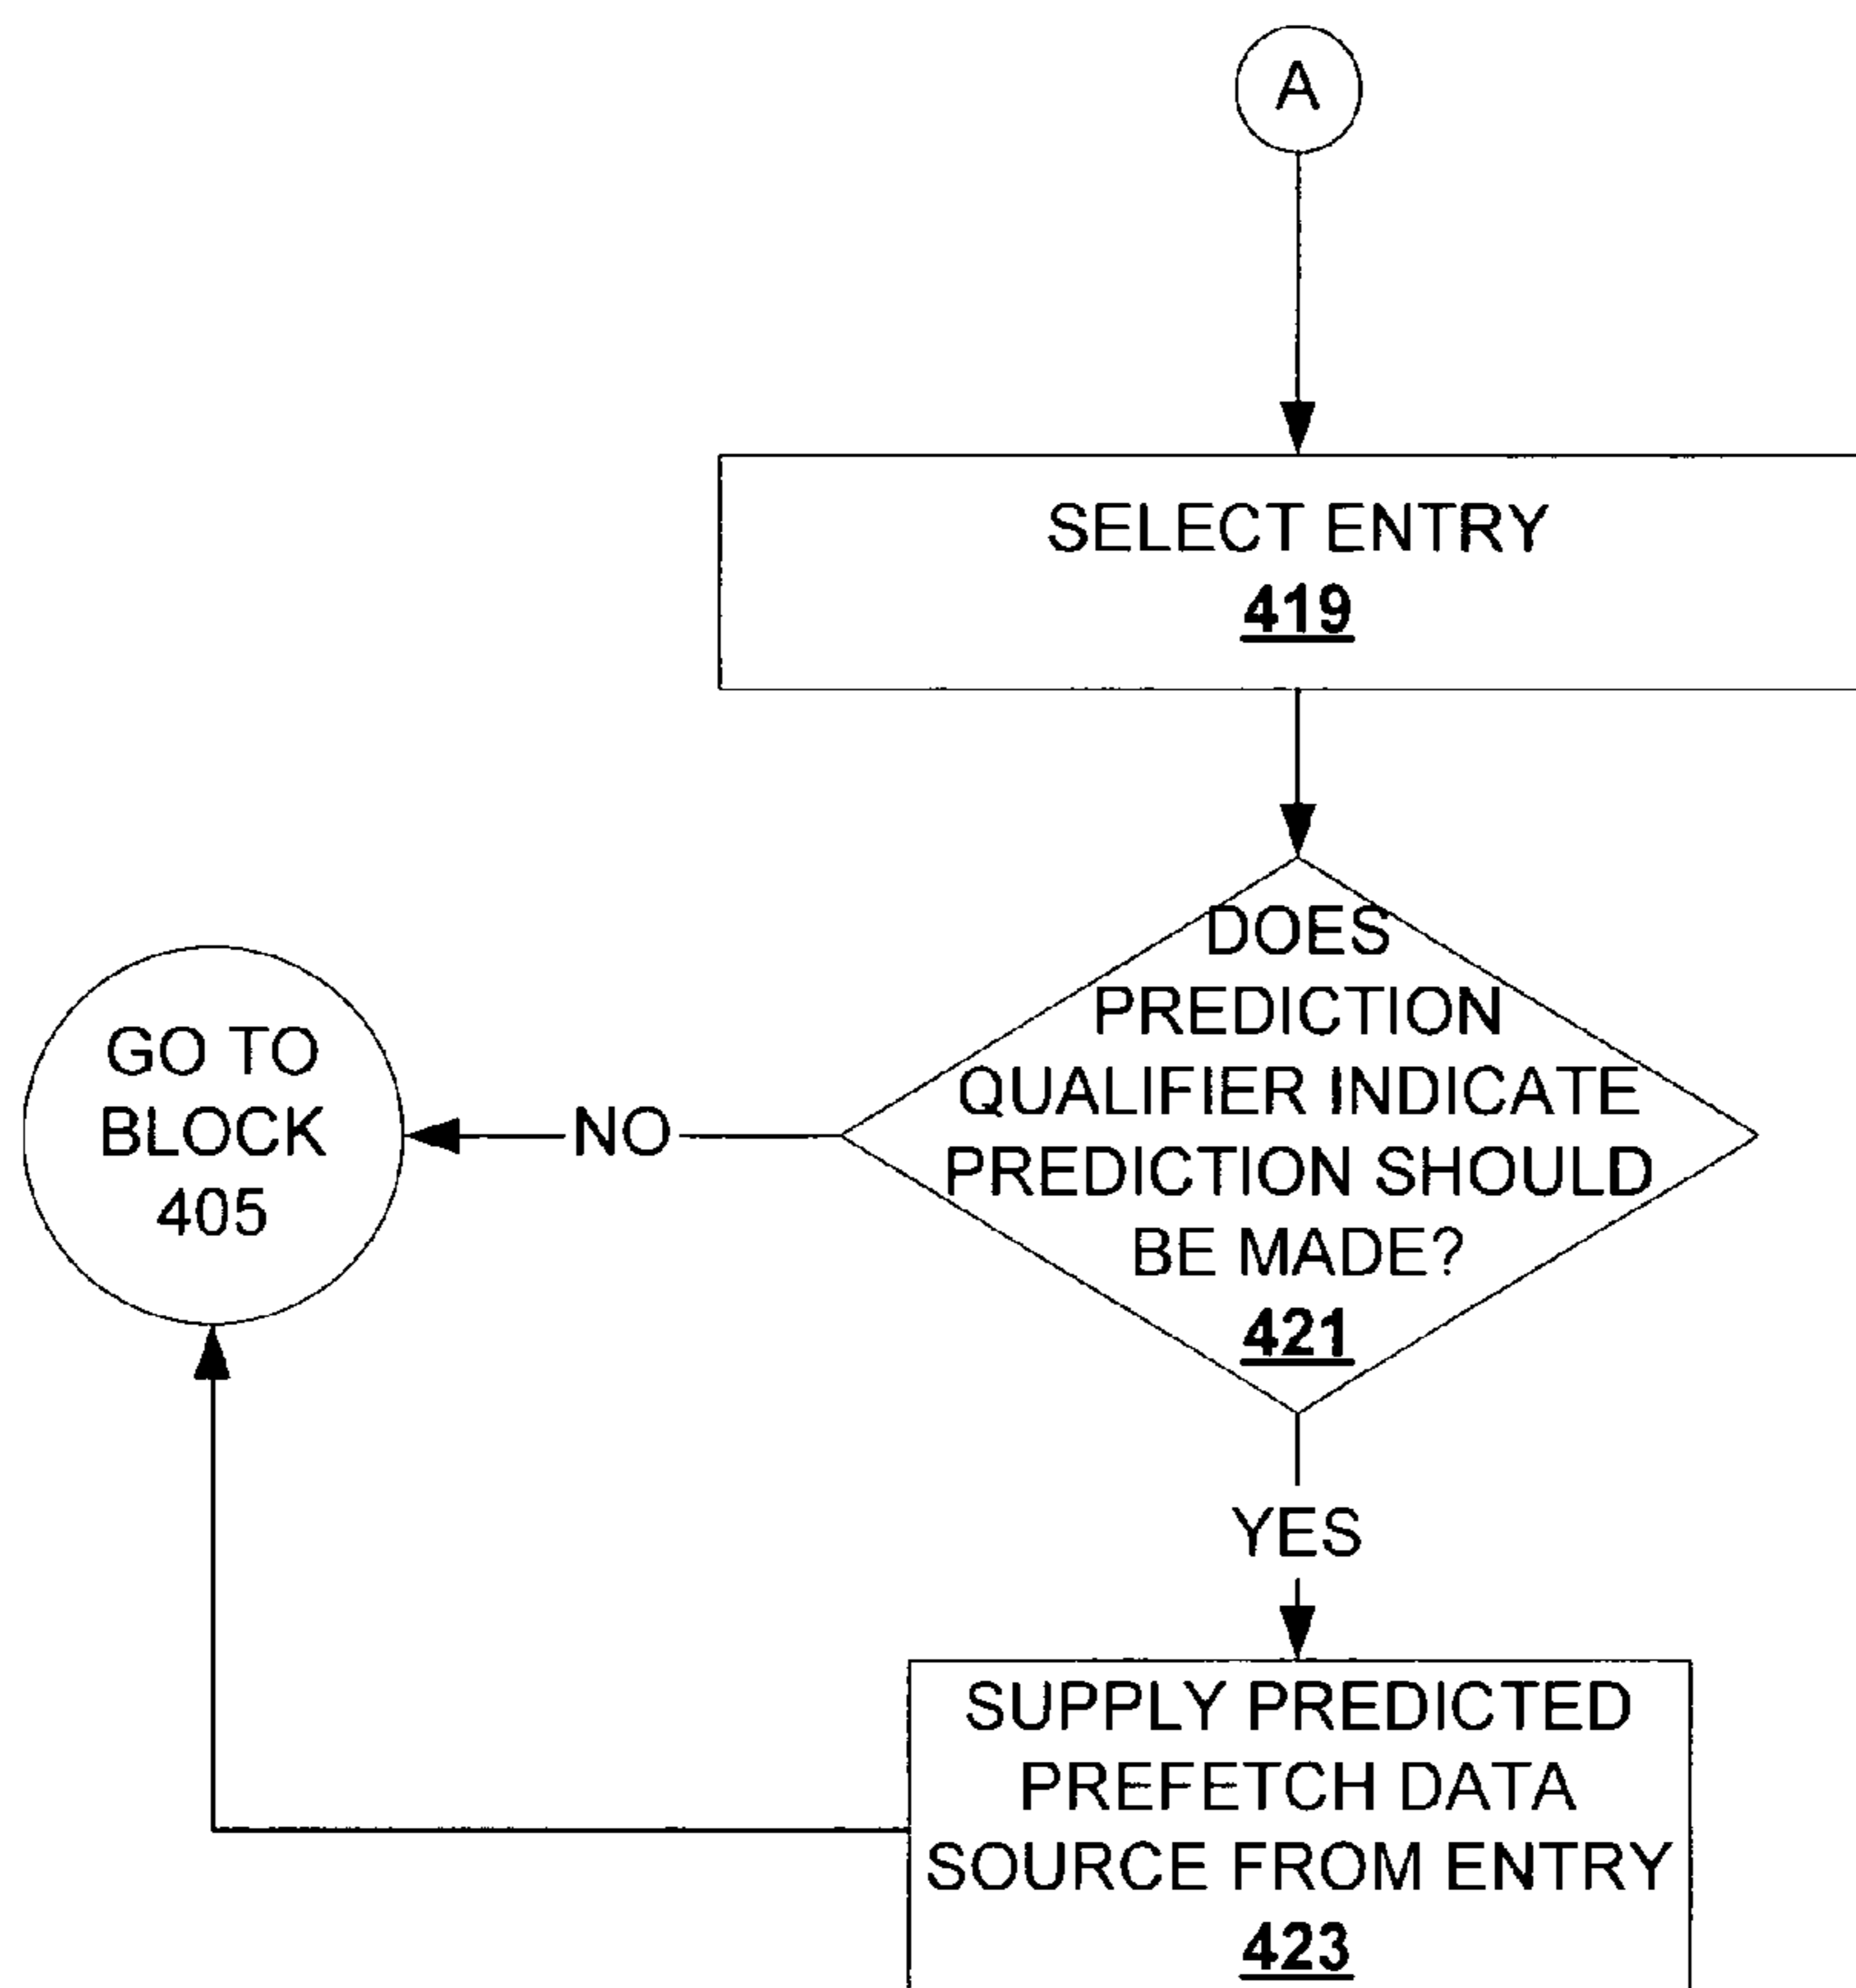 A
SELECT ENTRY
419
DOES
PREDICTION
QUALIFIER INDICATE
PREDICTION SHOULD
BE MADE?
421
GO TO
BLOCK
405
NO
YES
SUPPLY PREDICTED
PREFETCH DATA
SOURCE FROM ENTRY
423